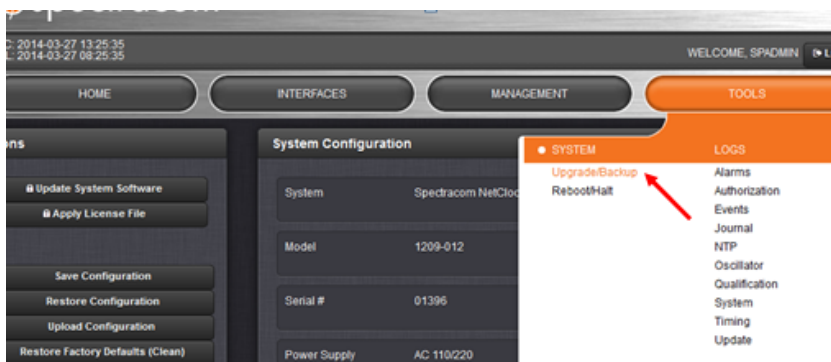 C: 2014-03-27 13:25:35
L: 2014-03-27 08:25:35
WELCOME, SPADMIN
HOME
INTERFACES
MANAGEMENT
TOOLS
ons
System Configuration
SYSTEM
LOGS
Update System Software
Apply License File
Save Configuration
Restore Configuration
Upload Configuration
Restore Factory Defaults (Clean)
System
Spectracom NetCloc
Model
1209-012
Serial #
01396
Power Supply
AC 110/220
Upgrade/Backup
Reboot/Halt
Alarms
Authorization
Events
Journal
NTP
Oscillator
Qualification
System
Timing
Update